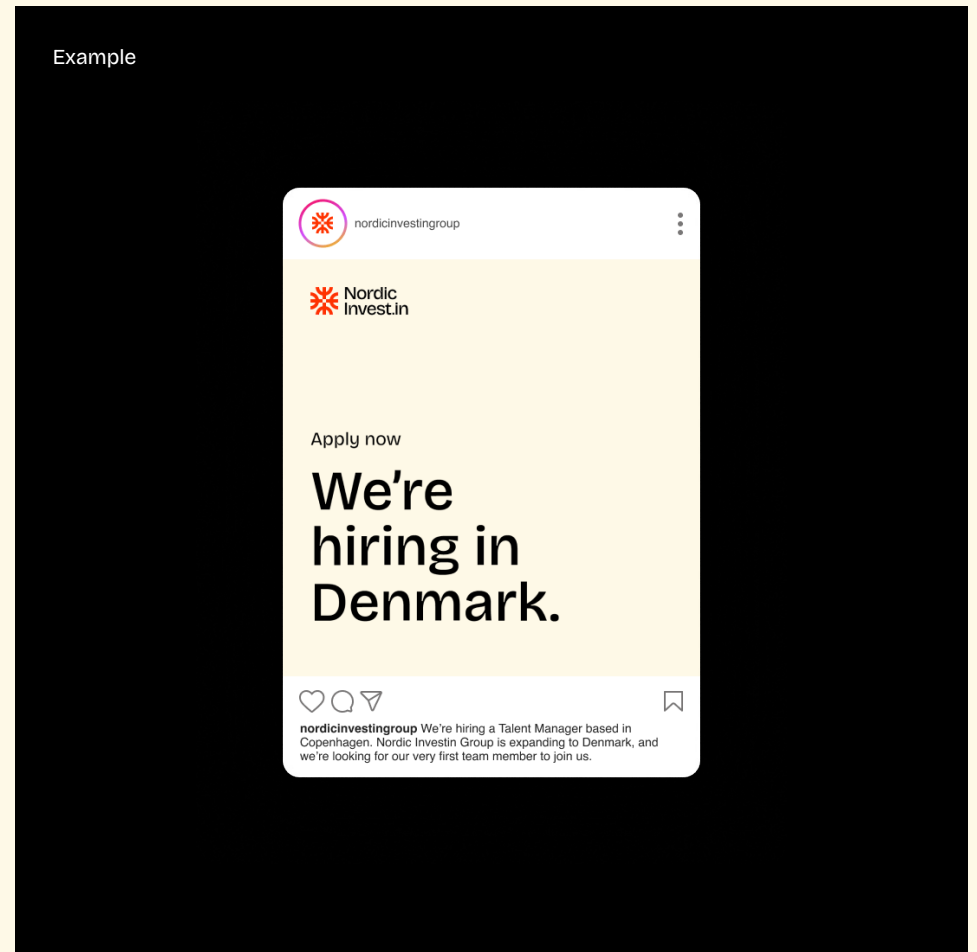 Example
nordicinvestingroup
Nordic
Invest.in
Apply now
We’re
hiring in
Denmark.
nordicinvestingroup We’re hiring a Talent Manager based in
Copenhagen. Nordic Investin Group is expanding to Denmark, and
we’re looking for our very first team member to join us.